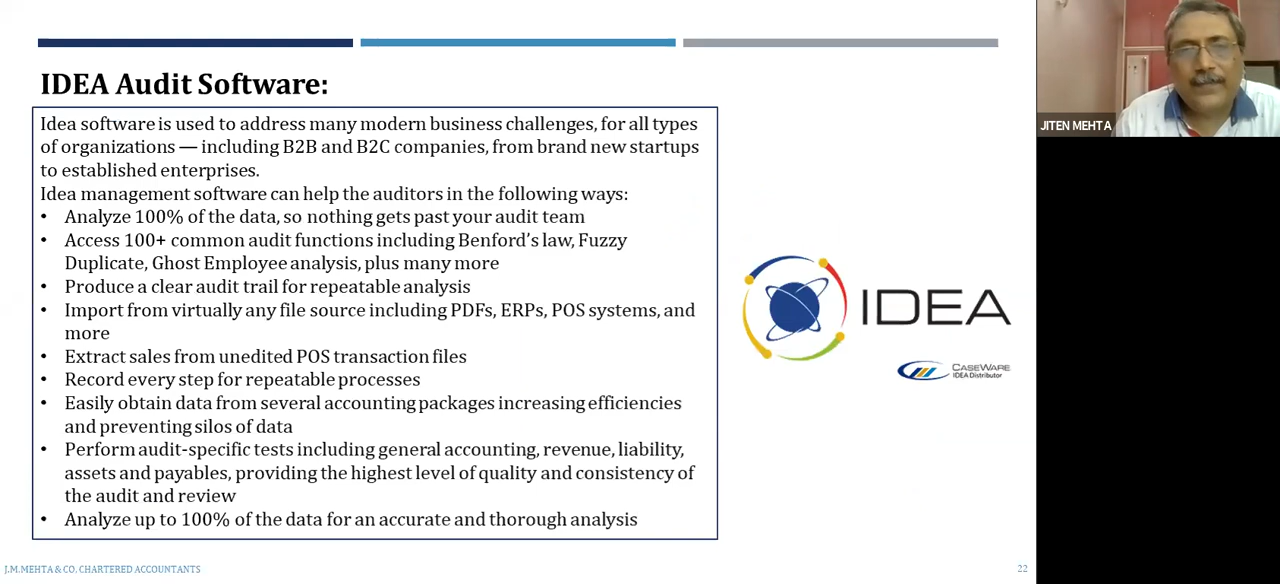 IDEA Audit Software:
Idea software is used to address many modern business challenges, for all types
of organizations — including B2B and B2C companies, from brand new startups
to established enterprises.
Idea management software can help the auditors in the following ways:
• Analyze 100% of the data, so nothing gets past your audit team
• Access 100+ common audit functions including Benford's law, Fuzzy
Duplicate, Ghost Employee analysis, plus many more
• Produce a clear audit trail for repeatable analysis
• Import from virtually any file source including PDFs, ERPs, POS systems, and
more
• Extract sales from unedited POS transaction files
• Record every step for repeatable processes
• Easily obtain data from several accounting packages increasing efficiencies
and preventing silos of data
• Perform audit-specific tests including general accounting, revenue, liability,
assets and payables, providing the highest level of quality and consistency of
the audit and review
• Analyze up to 100% of the data for an accurate and thorough analysis
IDEA
CASEWARE
IDEA Distributor
JITEN MEHTA
J.M.MEHTA & CO. CHARTERED ACCOUNTANTS
22